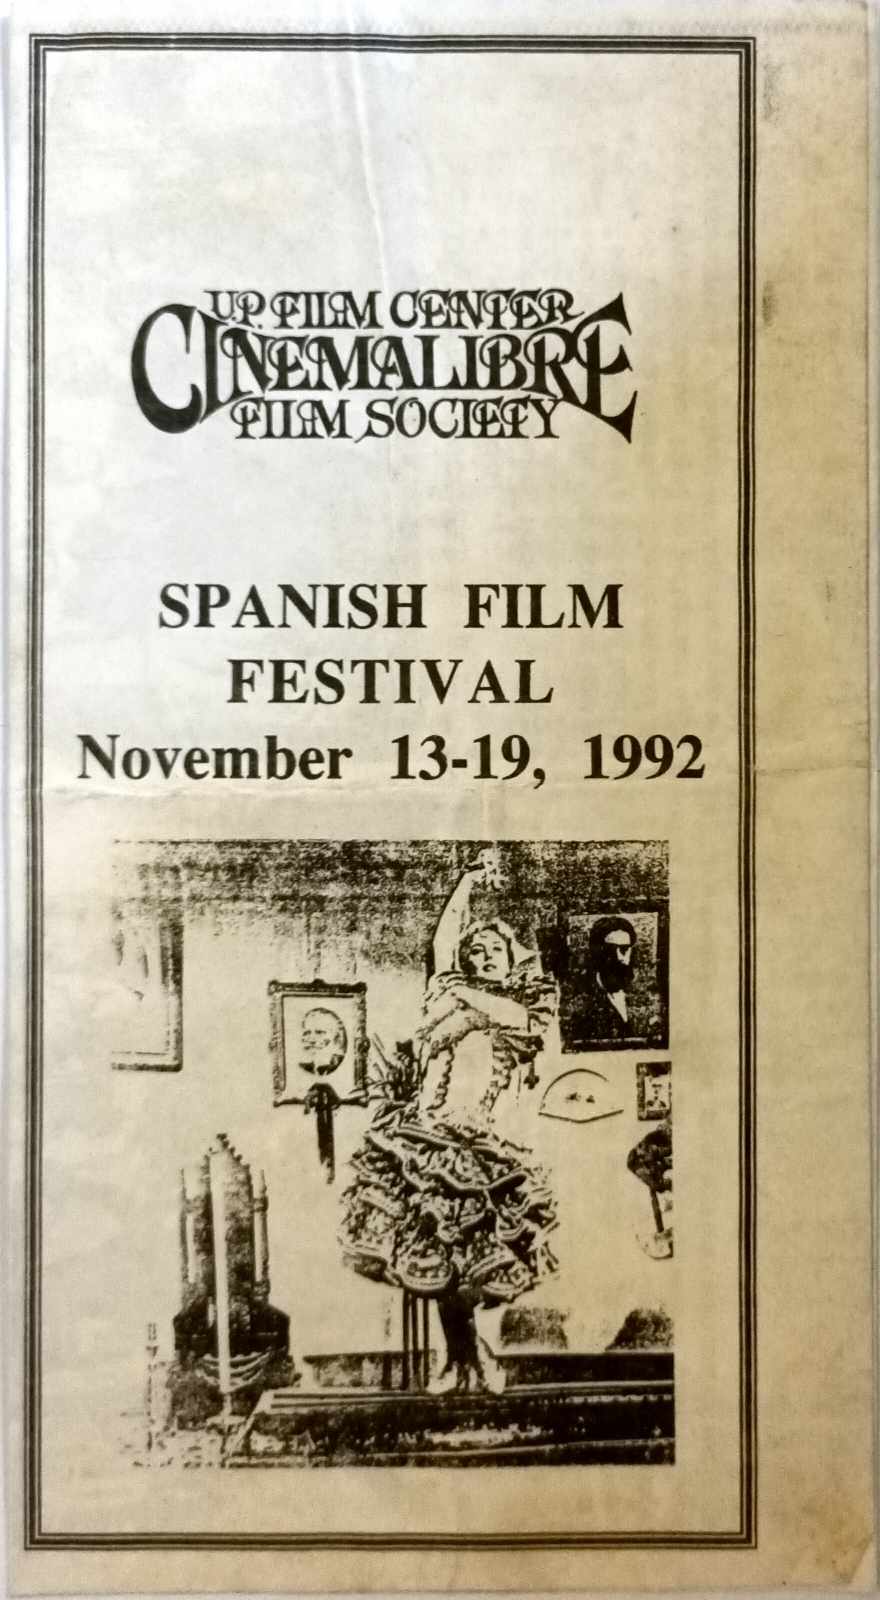 U.P. FILM CENTER
CINEMALIBRE
FILM SOCIETY
SPANISH FILM
FESTIVAL
November 13-19, 1992